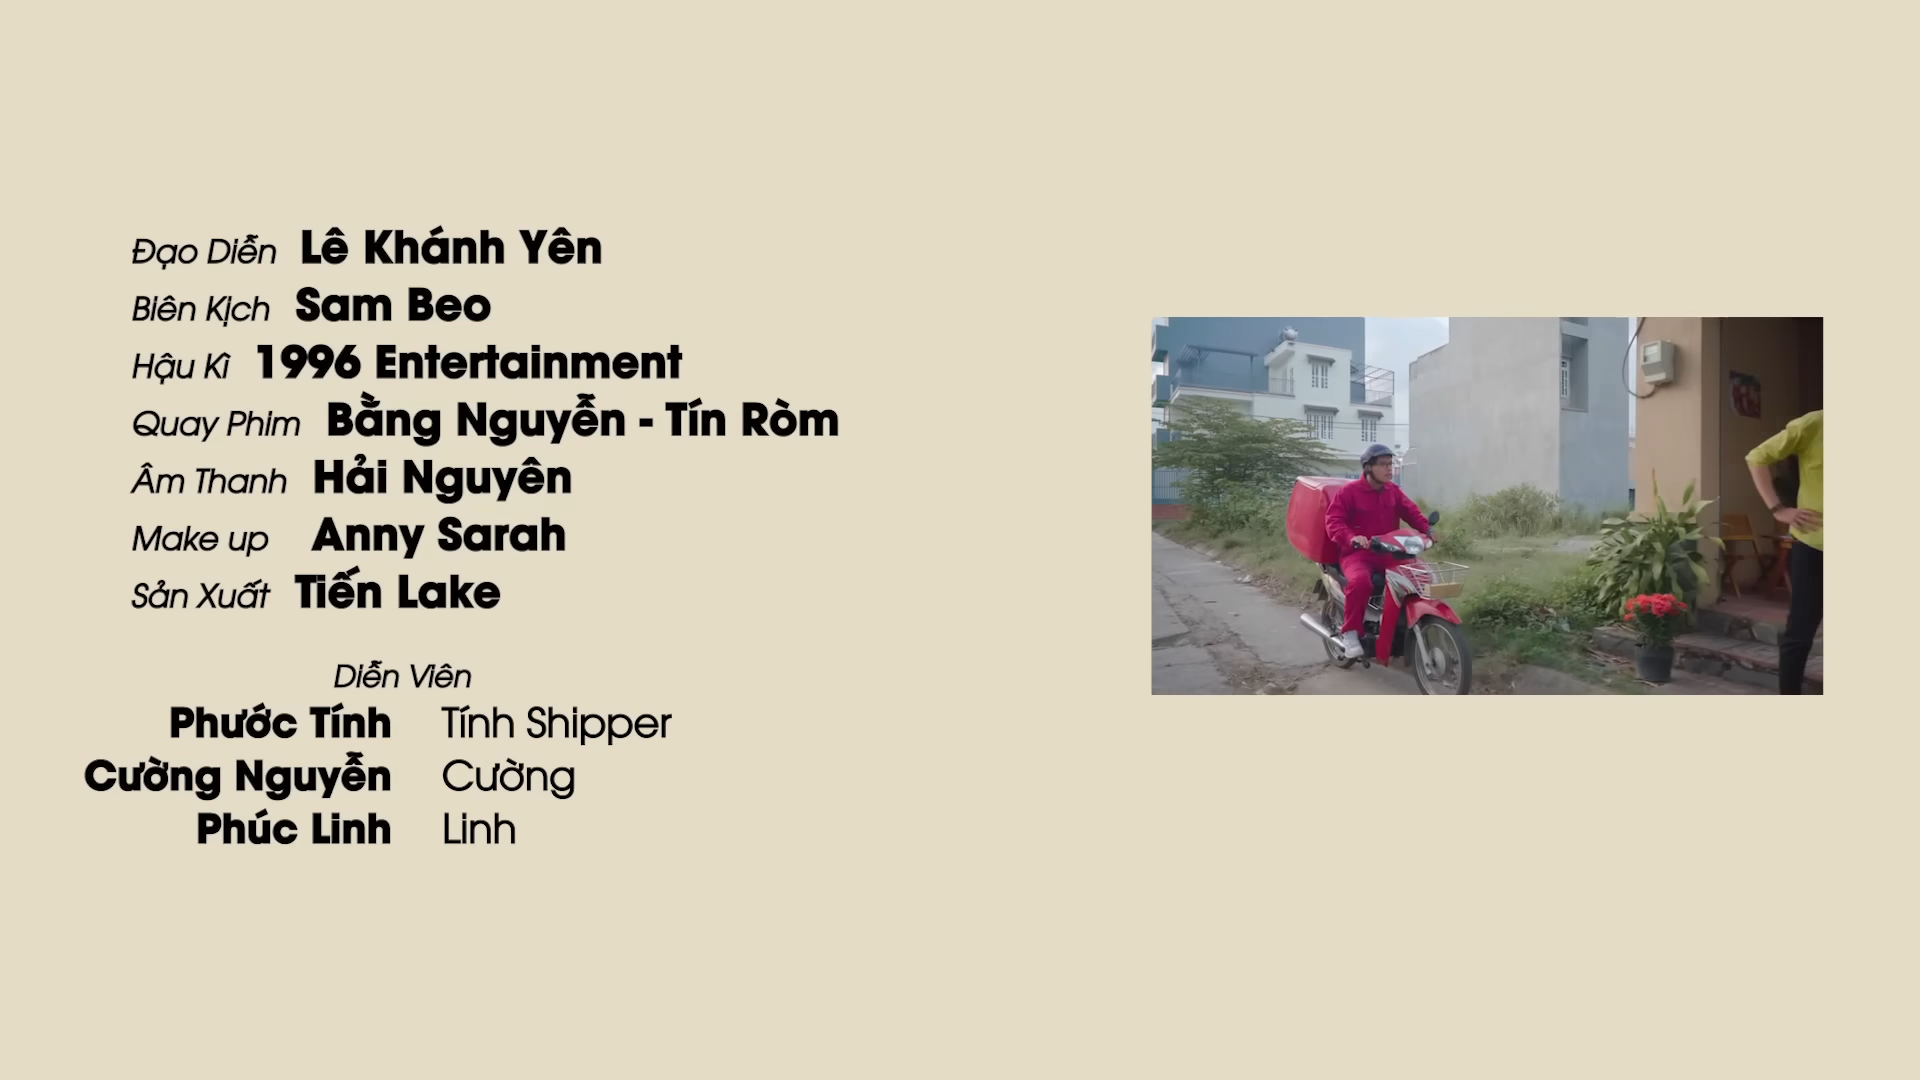 Đạo Diễn Lê Khánh Yên
Biên Kịch Sam Beo
Hậu Kì 1996 Entertainment
Quay Phim Bằng Nguyễn - Tín Ròm
Âm Thanh Hải Nguyên
Make up Anny Sarah
Sản Xuất Tiến Lake
Diễn Viên
Phước Tính Tính Shipper
Cường Nguyễn Cường
Phúc Linh Linh